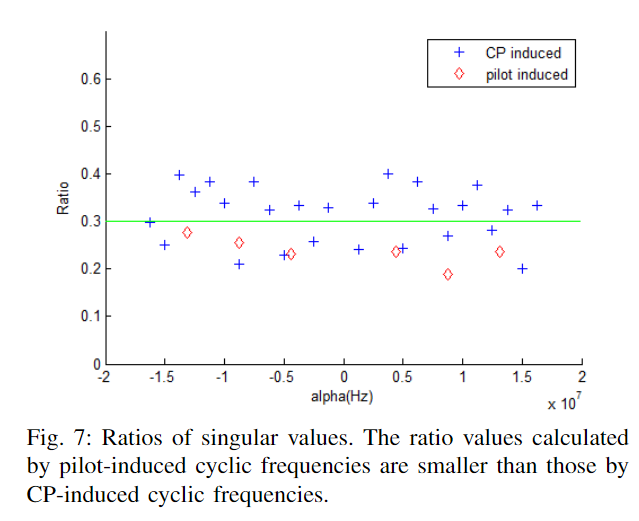 CP induced
pilot induced
0.6
0.5
0.4
0.3
0.2
0.1
0
Ratio
-2 -1.5 -1 -0.5 0 0.5 1 1.5 2
alpha(Hz)
x 10^7
Fig. 7: Ratios of singular values. The ratio values calculated
by pilot-induced cyclic frequencies are smaller than those by
CP-induced cyclic frequencies.